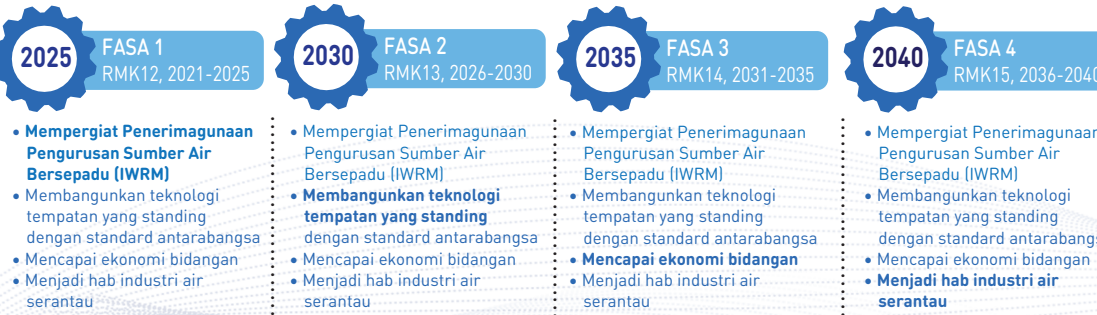 2025
FASA 1
RMK12, 2021-2025
• Mempergiat Penerimagunaan
Pengurusan Sumber Air
Bersepadu (IWRM)
• Membangunkan teknologi
tempatan yang standing
dengan standard antarabangsa
• Mencapai ekonomi bidangan
• Menjadi hab industri air
serantau
2030
FASA 2
RMK13, 2026-2030
• Mempergiat Penerimagunaan
Pengurusan Sumber Air
Bersepadu (IWRM)
• Membangunkan teknologi
tempatan yang standing
dengan standard antarabangsa
• Mencapai ekonomi bidangan
• Menjadi hab industri air
serantau
2035
FASA 3
RMK14, 2031-2035
• Mempergiat Penerimagunaan
Pengurusan Sumber Air
Bersepadu (IWRM)
• Membangunkan teknologi
tempatan yang standing
dengan standard antarabangsa
• Mencapai ekonomi bidangan
• Menjadi hab industri air
serantau
2040
FASA 4
RMK15, 2036-2040
• Mempergiat Penerimagunaan
Pengurusan Sumber Air
Bersepadu (IWRM)
• Membangunkan teknologi
tempatan yang standing
dengan standard antarabangs
• Mencapai ekonomi bidangan
• Menjadi hab industri air
serantau